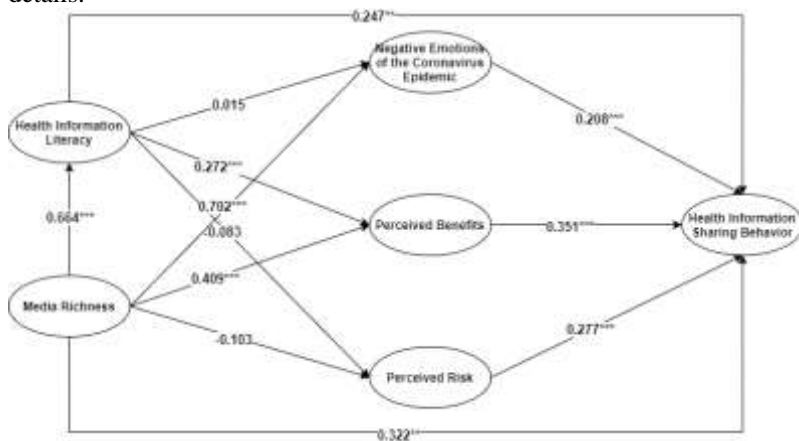 details.
0.247**
Negative Emotions
of the Coronavirus
Epidemic
0.015
0.208***
Health Information
Literacy
0.272***
0.702***
-0.083
0.664***
Perceived Benefits
0.351***
Health Information
Sharing Behavior
0.409***
Media Richness
-0.103
0.277***
Perceived Risk
0.322**